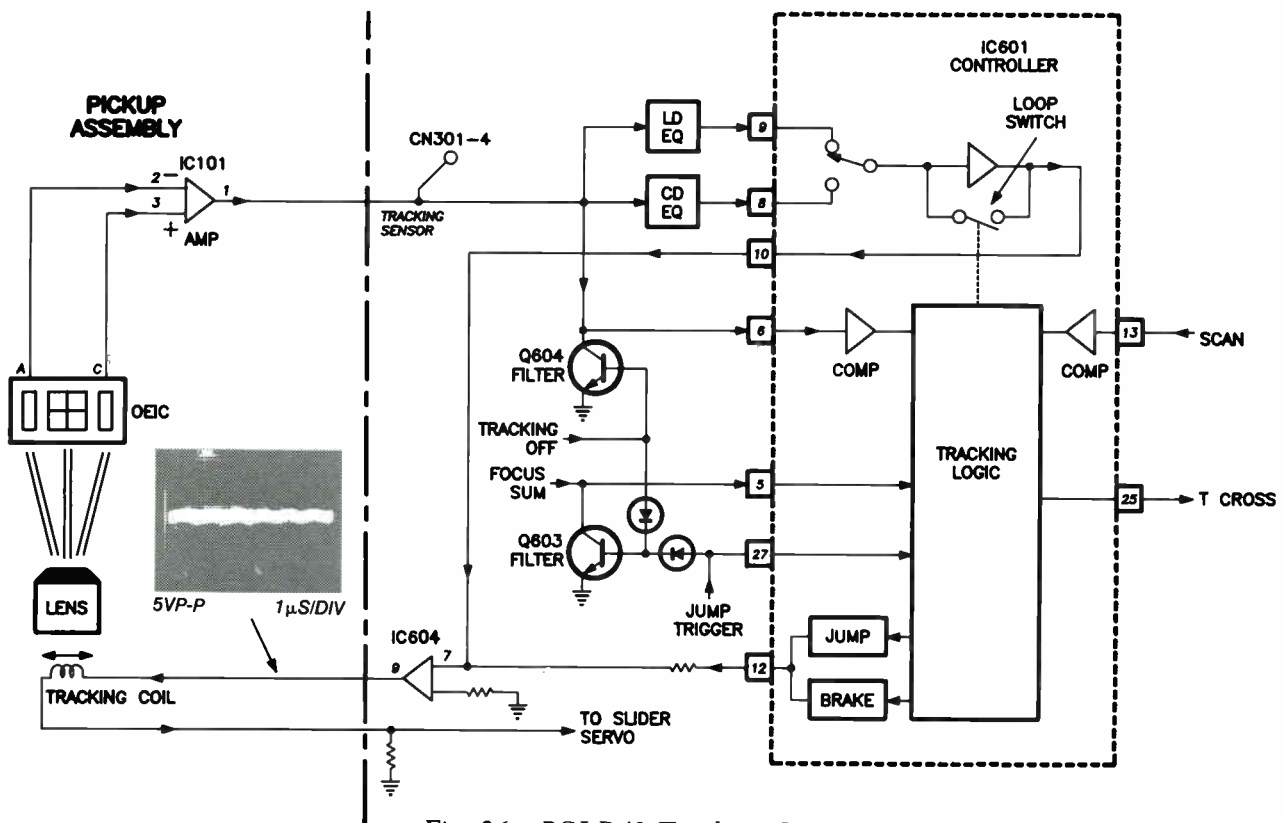 IC601
CONTROLLER
LOOP
SWITCH
PICKUP
ASSEMBLY
IC101
2 −
1
3
+
AMP
CN301-4
TRACKING
SENSOR
LD
EQ
9
CD
EQ
8
10
6
COMP
COMP
13
SCAN
A
C
OEIC
Q604
FILTER
TRACKING
OFF
FOCUS
SUM
5
TRACKING
LOGIC
25
T CROSS
Q603
FILTER
27
JUMP
TRIGGER
LENS
5VP-P
1µS/DIV
IC604
9
7
12
JUMP
BRAKE
TRACKING COIL
TO SLIDER
SERVO